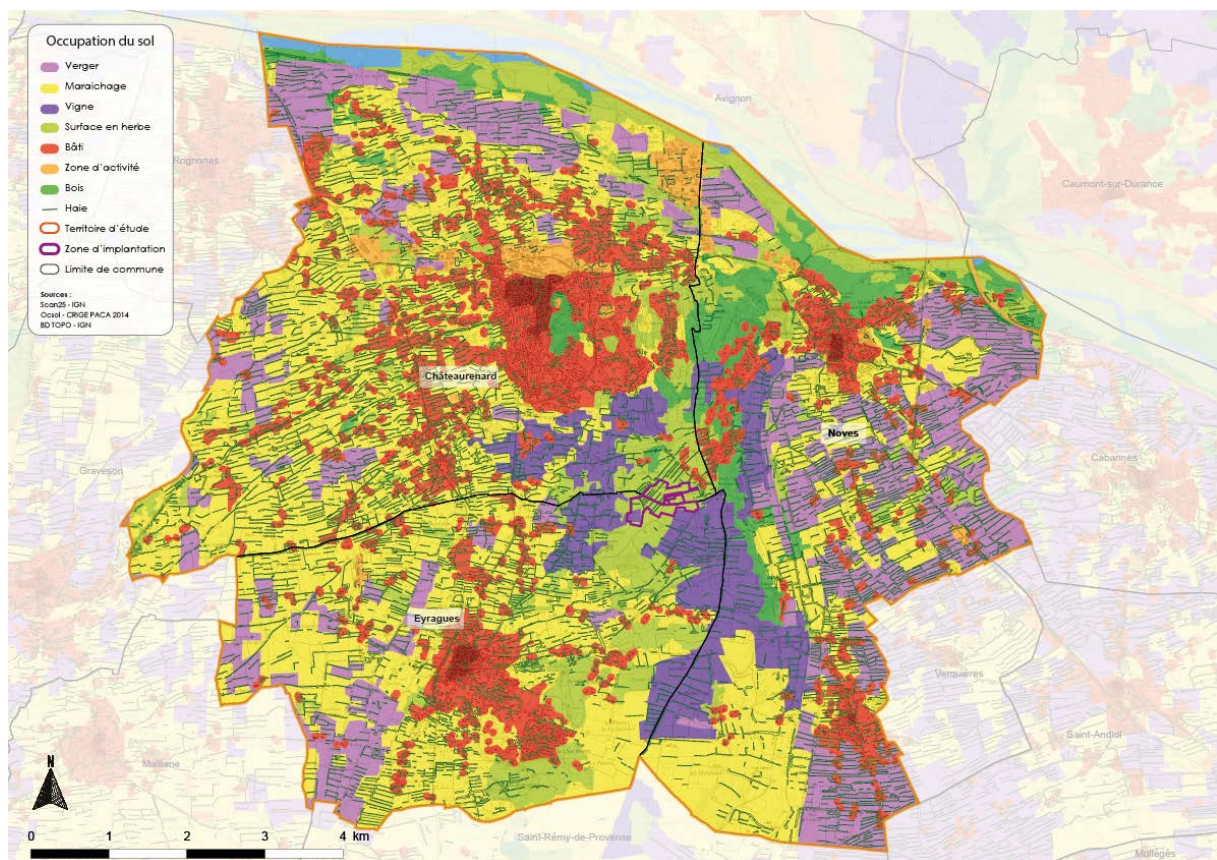 Occupation du sol
Verger
Maraichage
Vigne
Surface en herbe
Bâti
Zone d'activité
Bois
Haie
Territoire d'étude
Zone d'implantation
Limite de commune
Sources :
Scan25 - IGN
Ocsol - CRIGE PACA 2014
BD TOPO - IGN
Avignon
Rognonas
Caumont-sur-Durance
Châteaurenard
Noves
Graveson
Cabannes
Eyragues
Verquières
Saint-Andiol
Maillane
Saint-Rémy-de-Provence
Mollégès
N
0 1 2 3 4 km